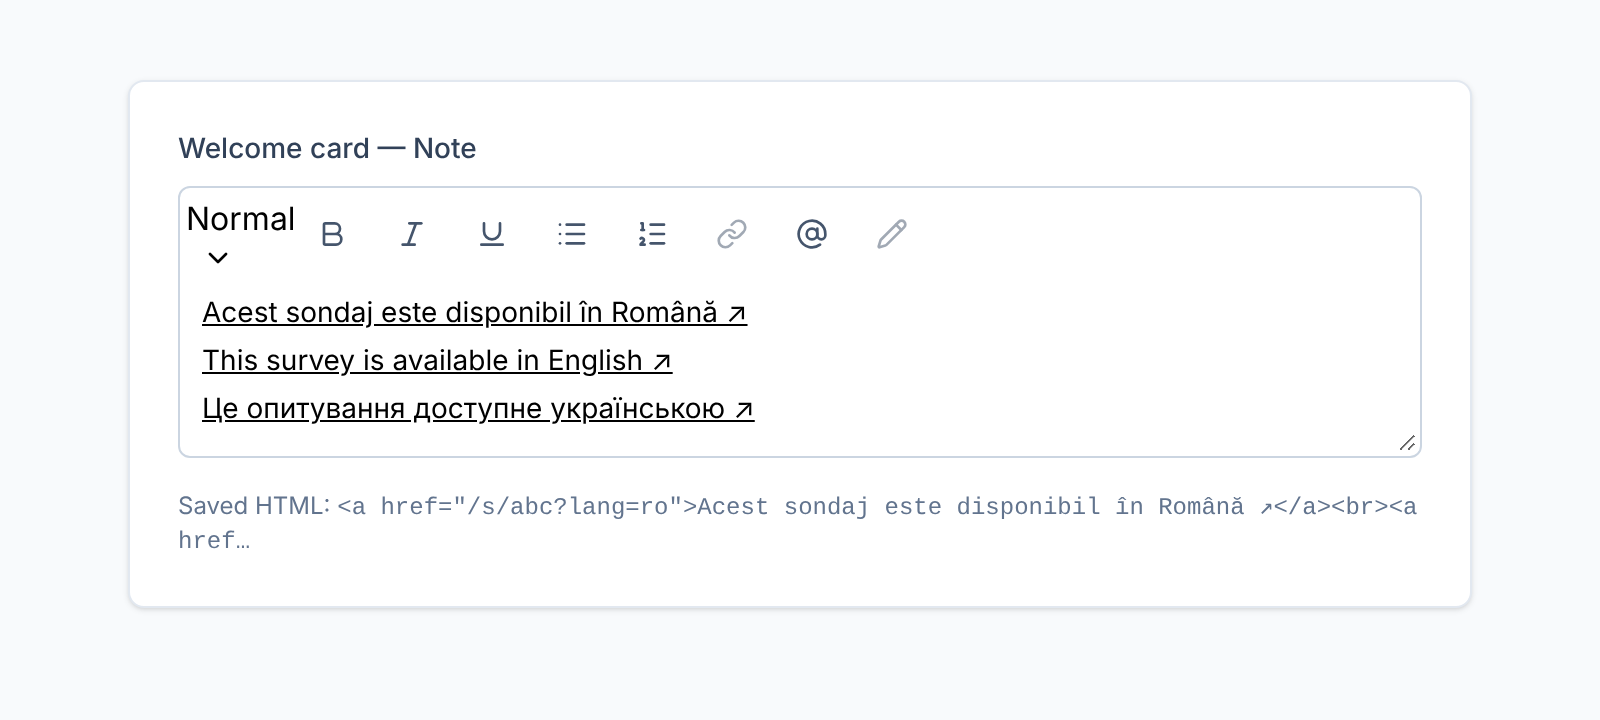 Welcome card — Note
Normal
Acest sondaj este disponibil în Română ↗
This survey is available in English ↗
Це опитування доступне українською ↗
Saved HTML: <a href="/s/abc?lang=ro">Acest sondaj este disponibil în Română ↗</a><br><a
href…